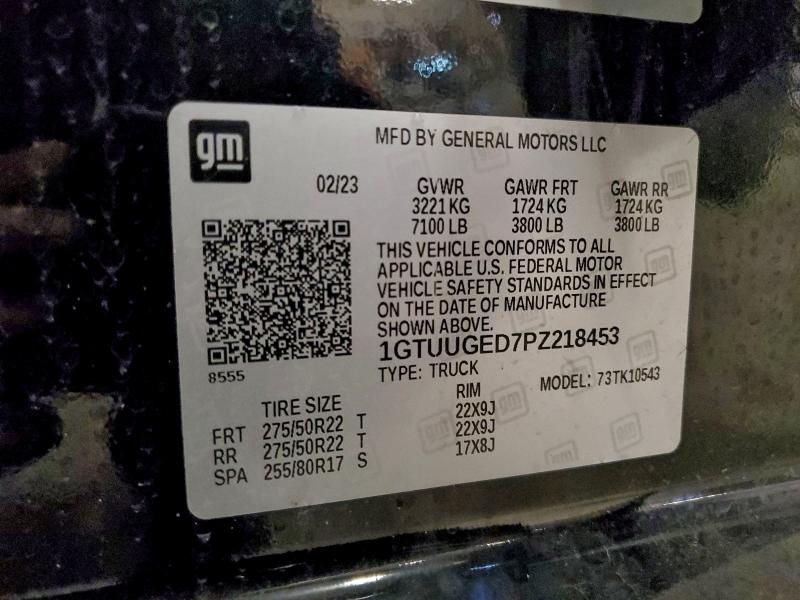 gm
MFD BY GENERAL MOTORS LLC
02/23 GVWR GAWR FRT GAWR RR
3221 KG 1724 KG 1724 KG
7100 LB 3800 LB 3800 LB
THIS VEHICLE CONFORMS TO ALL
APPLICABLE U.S. FEDERAL MOTOR
VEHICLE SAFETY STANDARDS IN EFFECT
ON THE DATE OF MANUFACTURE
SHOWN ABOVE.
1GTUUGED7PZ218453
8555
TYPE: TRUCK
MODEL: 73TK10543
TIRE SIZE RIM
FRT 275/50R22 T 22X9J
RR 275/50R22 T 22X9J
SPA 255/80R17 S 17X8J